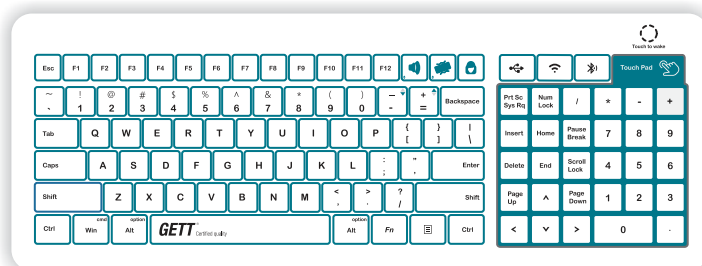 Touch to wake
Esc F1 F2 F3 F4 F5 F6 F7 F8 F9 F10 F11 F12 Touch Pad
~ ` ! 1 @ 2 # 3 $ 4 % 5 ^ 6 & 7 * 8 ( 9 ) 0 - - + = Backspace Prt Sc Sys Rq Num Lock / * - +
Tab Q W E R T Y U I O P { [ } ] | \ Insert Home Pause Break 7 8 9
Caps A S D F G H J K L : ; " , Enter Delete End Scroll Lock 4 5 6
Shift Z X C V B N M < , > . ? / Shift Page Up ^ Page Down 1 2 3
Ctrl cmd Win option Alt GETT Certified quality option Alt Fn Ctrl < v > 0 .